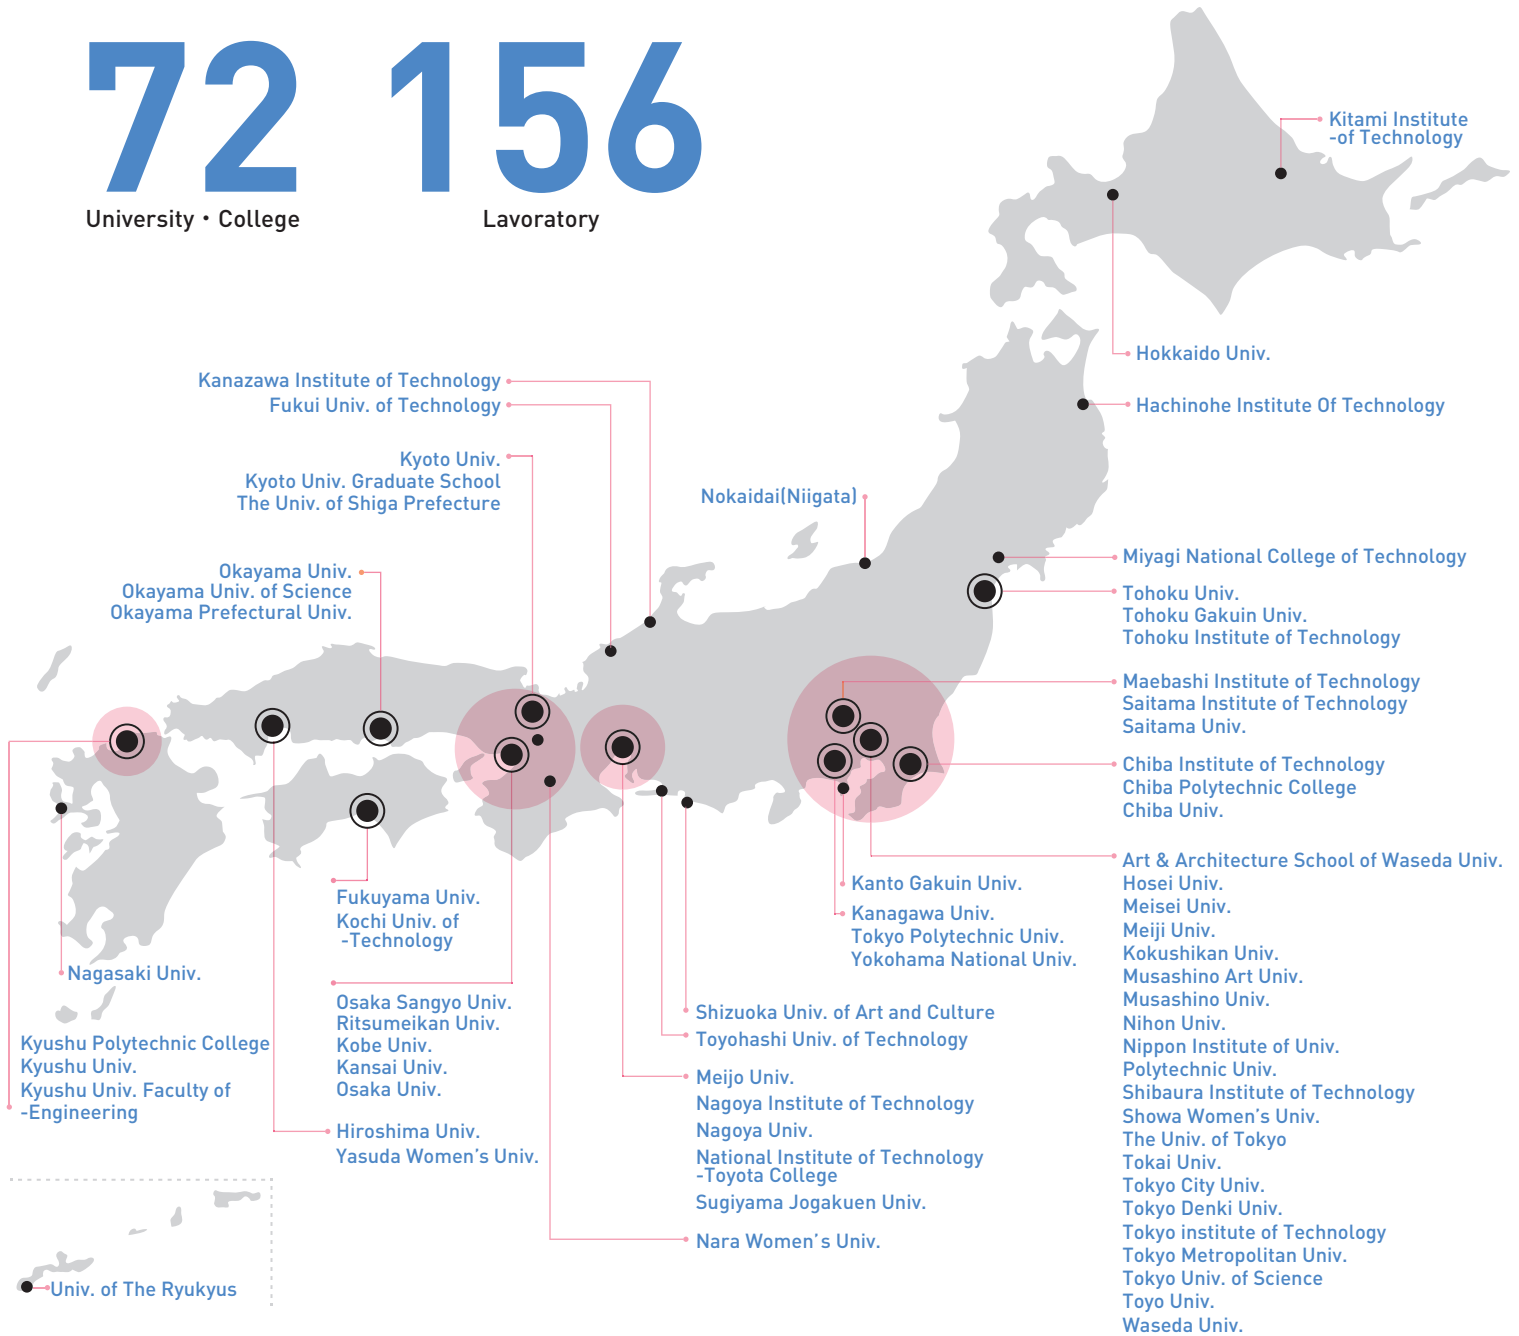 72
University・College
156
Lavoratory
Kitami Institute
-of Technology
Hokkaido Univ.
Hachinohe Institute Of Technology
Kanazawa Institute of Technology
Fukui Univ. of Technology
Kyoto Univ.
Kyoto Univ. Graduate School
The Univ. of Shiga Prefecture
Nokaidai(Niigata)
Okayama Univ.
Okayama Univ. of Science
Okayama Prefectural Univ.
Miyagi National College of Technology
Tohoku Univ.
Tohoku Gakuin Univ.
Tohoku Institute of Technology
Maebashi Institute of Technology
Saitama Institute of Technology
Saitama Univ.
Chiba Institute of Technology
Chiba Polytechnic College
Chiba Univ.
Art & Architecture School of Waseda Univ.
Hosei Univ.
Meisei Univ.
Meiji Univ.
Kokushikan Univ.
Musashino Art Univ.
Musashino Univ.
Nihon Univ.
Nippon Institute of Univ.
Polytechnic Univ.
Shibaura Institute of Technology
Showa Women's Univ.
The Univ. of Tokyo
Tokai Univ.
Tokyo City Univ.
Tokyo Denki Univ.
Tokyo institute of Technology
Tokyo Metropolitan Univ.
Tokyo Univ. of Science
Toyo Univ.
Waseda Univ.
Kanto Gakuin Univ.
Kanagawa Univ.
Tokyo Polytechnic Univ.
Yokohama National Univ.
Shizuoka Univ. of Art and Culture
Toyohashi Univ. of Technology
Meijo Univ.
Nagoya Institute of Technology
Nagoya Univ.
National Institute of Technology
-Toyota College
Sugiyama Jogakuen Univ.
Nara Women's Univ.
Fukuyama Univ.
Kochi Univ. of
-Technology
Osaka Sangyo Univ.
Ritsumeikan Univ.
Kobe Univ.
Kansai Univ.
Osaka Univ.
Hiroshima Univ.
Yasuda Women's Univ.
Nagasaki Univ.
Kyushu Polytechnic College
Kyushu Univ.
Kyushu Univ. Faculty of
-Engineering
Univ. of The Ryukyus